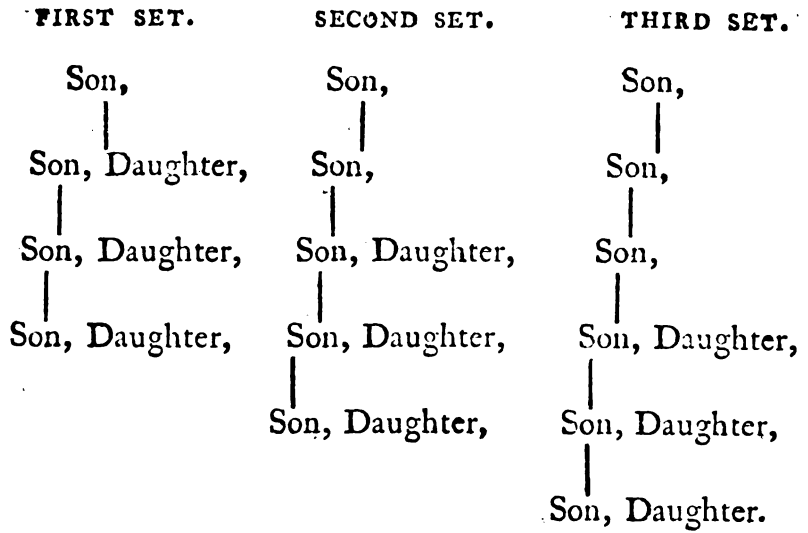 FIRST SET. SECOND SET. THIRD SET.
Son, Son, Son,
Son, Daughter, Son, Son,
Son, Daughter, Son, Daughter, Son,
Son, Daughter, Son, Daughter, Son, Daughter,
Son, Daughter, Son, Daughter,
Son, Daughter.